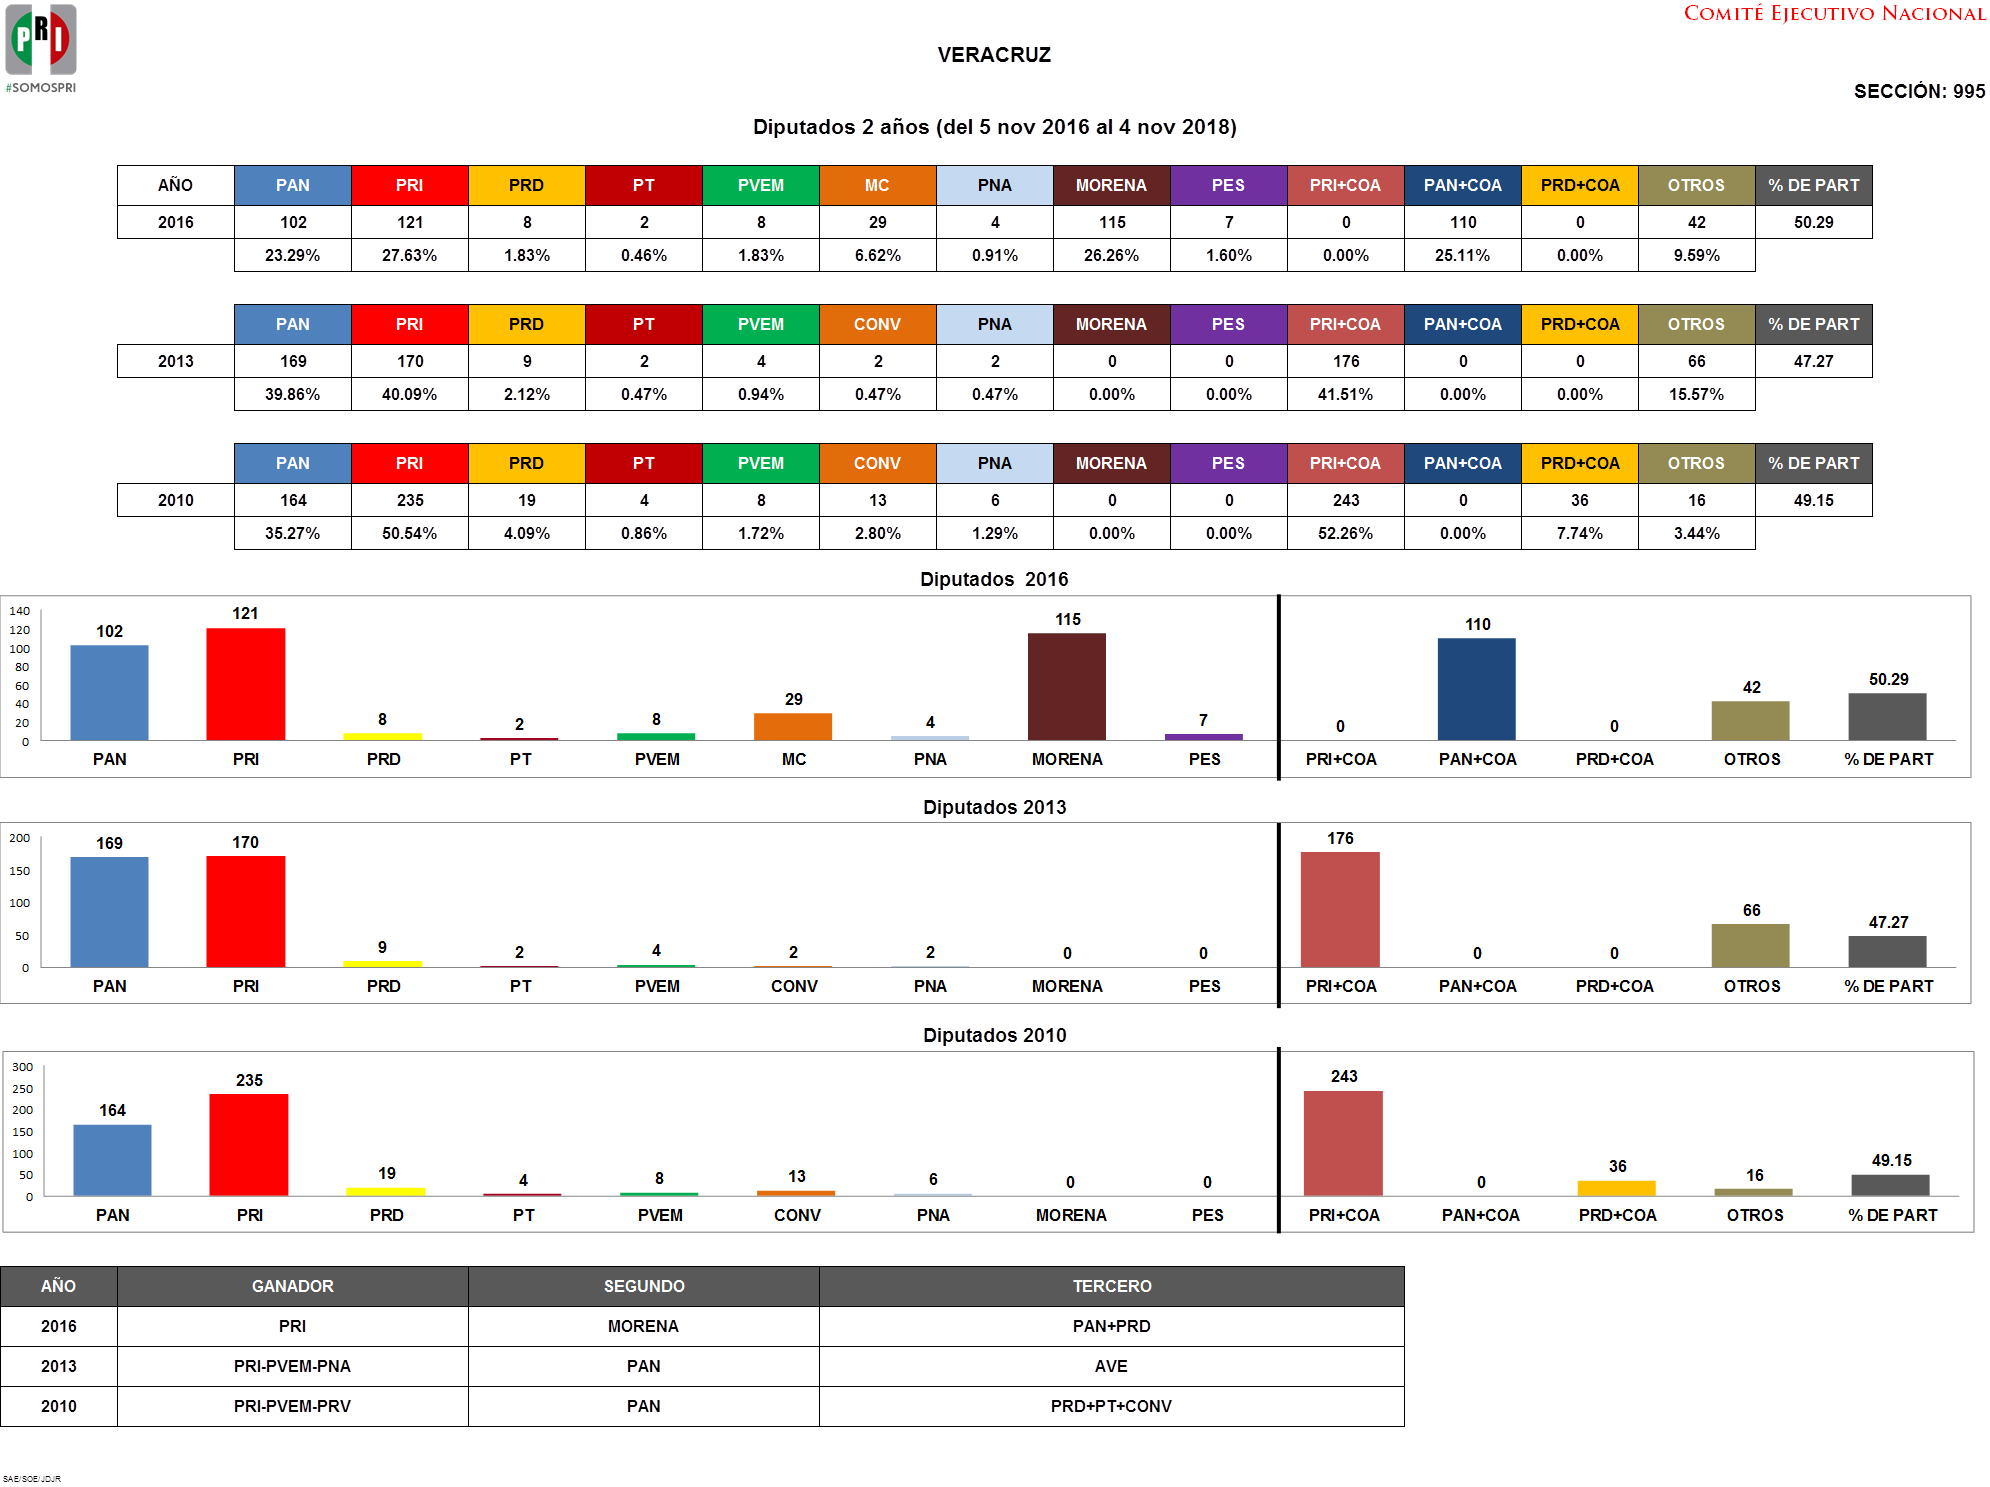 PRI
#SOMOSPRI
COMITÉ EJECUTIVO NACIONAL
VERACRUZ
SECCIÓN: 995
Diputados 2 años (del 5 nov 2016 al 4 nov 2018)
AÑO PAN PRI PRD PT PVEM MC PNA MORENA PES PRI+COA PAN+COA PRD+COA OTROS % DE PART
2016 102 121 8 2 8 29 4 115 7 0 110 0 42 50.29
23.29% 27.63% 1.83% 0.46% 1.83% 6.62% 0.91% 26.26% 1.60% 0.00% 25.11% 0.00% 9.59%
PAN PRI PRD PT PVEM CONV PNA MORENA PES PRI+COA PAN+COA PRD+COA OTROS % DE PART
2013 169 170 9 2 4 2 2 0 0 176 0 0 66 47.27
39.86% 40.09% 2.12% 0.47% 0.94% 0.47% 0.47% 0.00% 0.00% 41.51% 0.00% 0.00% 15.57%
PAN PRI PRD PT PVEM CONV PNA MORENA PES PRI+COA PAN+COA PRD+COA OTROS % DE PART
2010 164 235 19 4 8 13 6 0 0 243 0 36 16 49.15
35.27% 50.54% 4.09% 0.86% 1.72% 2.80% 1.29% 0.00% 0.00% 52.26% 0.00% 7.74% 3.44%
Diputados 2016
140
120
100
80
60
40
20
0
102 121 8 2 8 29 4 115 7 0 110 0 42 50.29
PAN PRI PRD PT PVEM MC PNA MORENA PES PRI+COA PAN+COA PRD+COA OTROS % DE PART
Diputados 2013
200
150
100
50
0
169 170 9 2 4 2 2 0 0 176 0 0 66 47.27
PAN PRI PRD PT PVEM CONV PNA MORENA PES PRI+COA PAN+COA PRD+COA OTROS % DE PART
Diputados 2010
300
250
200
150
100
50
0
164 235 19 4 8 13 6 0 0 243 0 36 16 49.15
PAN PRI PRD PT PVEM CONV PNA MORENA PES PRI+COA PAN+COA PRD+COA OTROS % DE PART
AÑO GANADOR SEGUNDO TERCERO
2016 PRI MORENA PAN+PRD
2013 PRI-PVEM-PNA PAN AVE
2010 PRI-PVEM-PRV PAN PRD+PT+CONV
SAE/SOE/JDJR